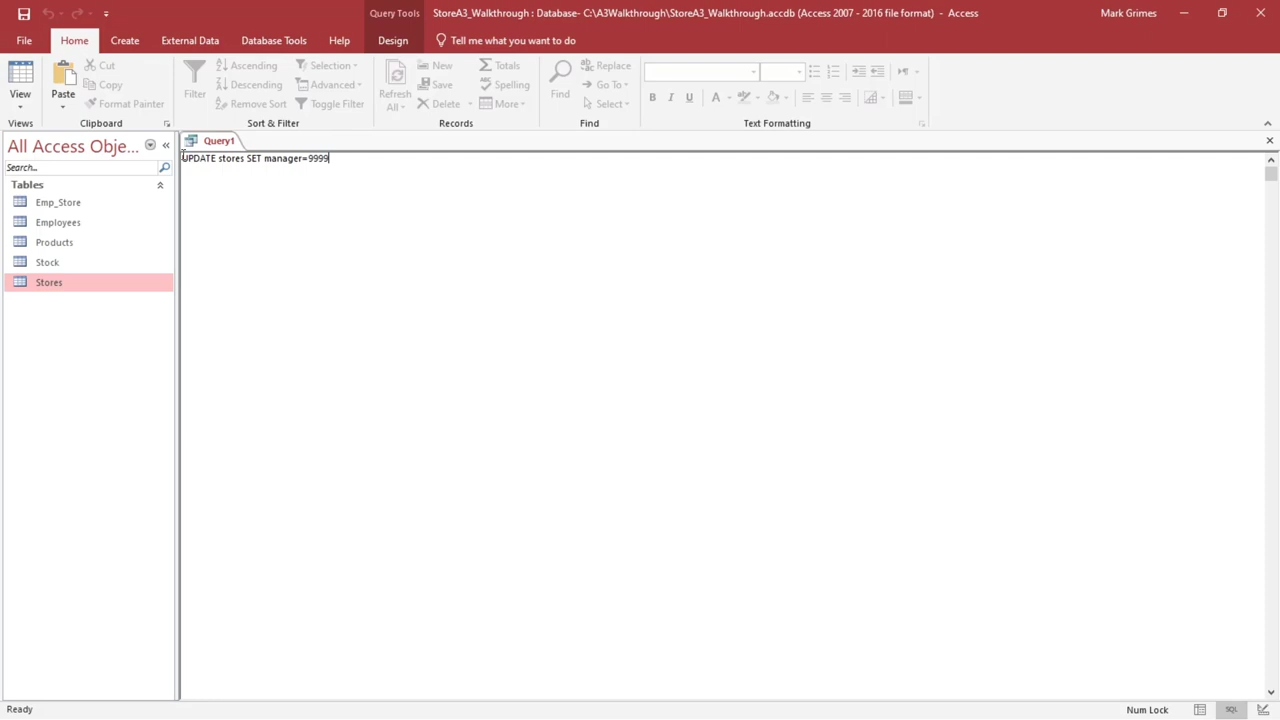 Query Tools
StoreA3_Walkthrough : Database- C:\A3Walkthrough\StoreA3_Walkthrough.accdb (Access 2007 - 2016 file format) - Access
Mark Grimes
File
Home
Create
External Data
Database Tools
Help
Design
Tell me what you want to do
View
Views
Paste
Cut
Copy
Format Painter
Clipboard
Filter
Ascending
Descending
Remove Sort
Selection
Advanced
Toggle Filter
Sort & Filter
Refresh
All
New
Save
Delete
Totals
Spelling
More
Records
Find
Replace
Go To
Select
Find
B I U A
Text Formatting
All Access Obje...
Search...
Tables
Emp_Store
Employees
Products
Stock
Stores
Query1
UPDATE stores SET manager=9999
Ready
Num Lock
SQL